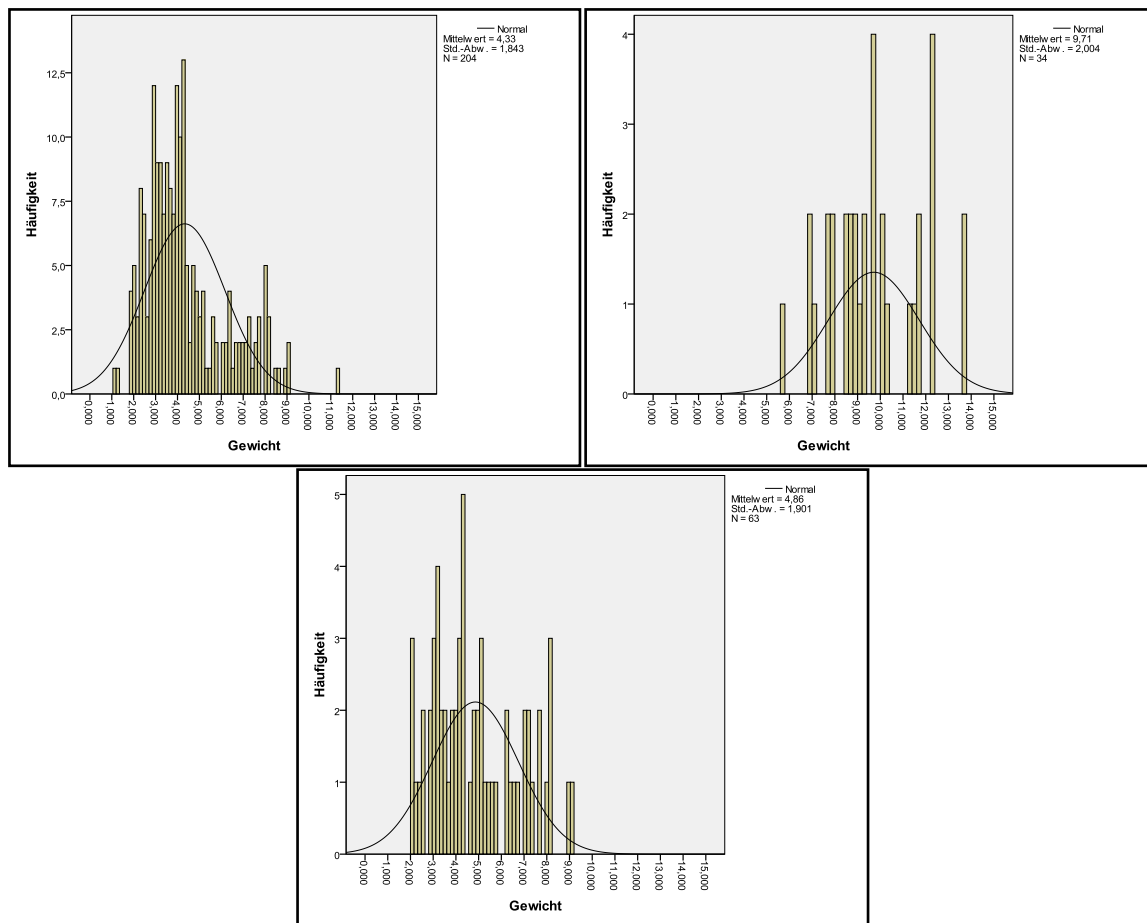 Normal
Mittelwert = 4,33
Std.-Abw. = 1,843
N = 204
12,5
10,0
7,5
5,0
2,5
0,0
Häufigkeit
0,000 1,000 2,000 3,000 4,000 5,000 6,000 7,000 8,000 9,000 10,000 11,000 12,000 13,000 14,000 15,000
Gewicht
Normal
Mittelwert = 9,71
Std.-Abw. = 2,004
N = 34
4
3
2
1
0
Häufigkeit
0,000 1,000 2,000 3,000 4,000 5,000 6,000 7,000 8,000 9,000 10,000 11,000 12,000 13,000 14,000 15,000
Gewicht
Normal
Mittelwert = 4,86
Std.-Abw. = 1,901
N = 63
5
4
3
2
1
0
Häufigkeit
0,000 1,000 2,000 3,000 4,000 5,000 6,000 7,000 8,000 9,000 10,000 11,000 12,000 13,000 14,000 15,000
Gewicht